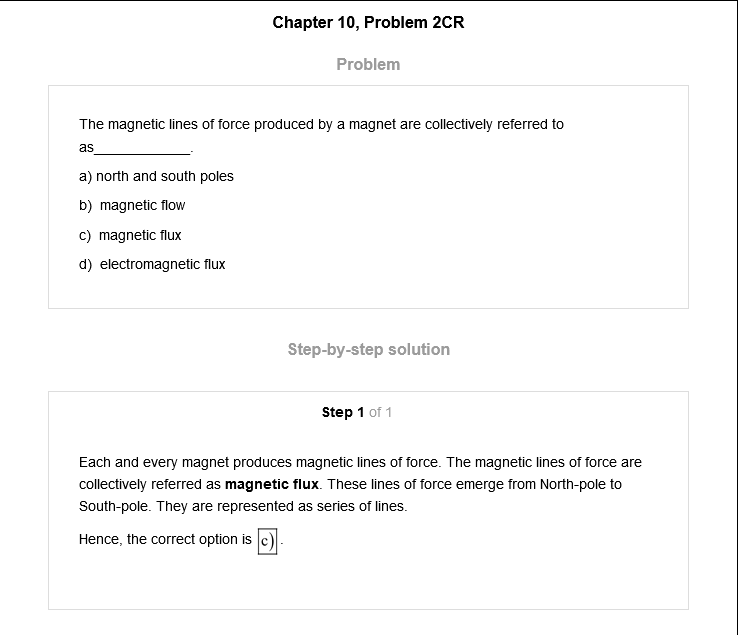 Chapter 10, Problem 2CR
Problem
The magnetic lines of force produced by a magnet are collectively referred to
as_____________.
a) north and south poles
b)  magnetic flow
c)  magnetic flux
d)  electromagnetic flux
Step-by-step solution
Step 1 of 1
Each and every magnet produces magnetic lines of force. The magnetic lines of force are
collectively referred as magnetic flux. These lines of force emerge from North-pole to
South-pole. They are represented as series of lines.
Hence, the correct option is c).